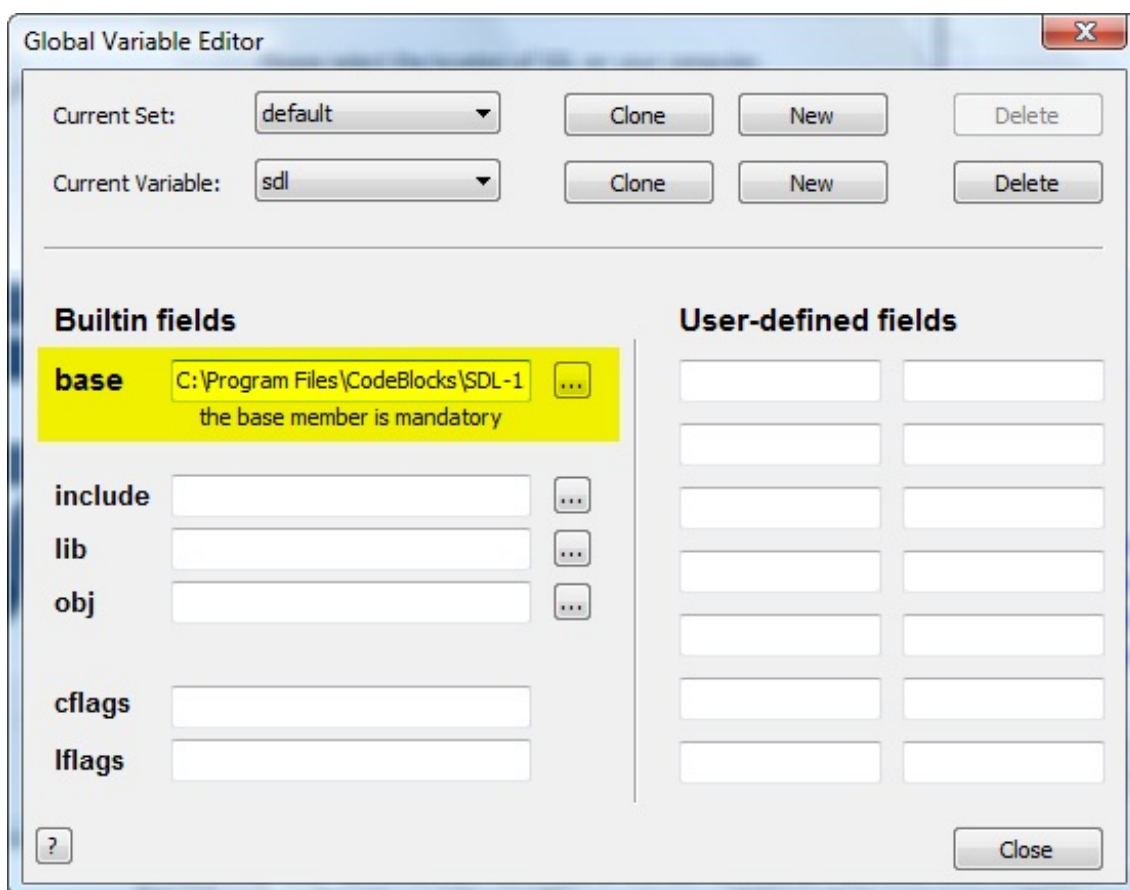 Global Variable Editor
Current Set: default Clone New Delete
Current Variable: sdl Clone New Delete
Builtin fields User-defined fields
base C:\Program Files\CodeBlocks\SDL-1 ...
the base member is mandatory
include ...
lib ...
obj ...
cflags
lflags
? Close